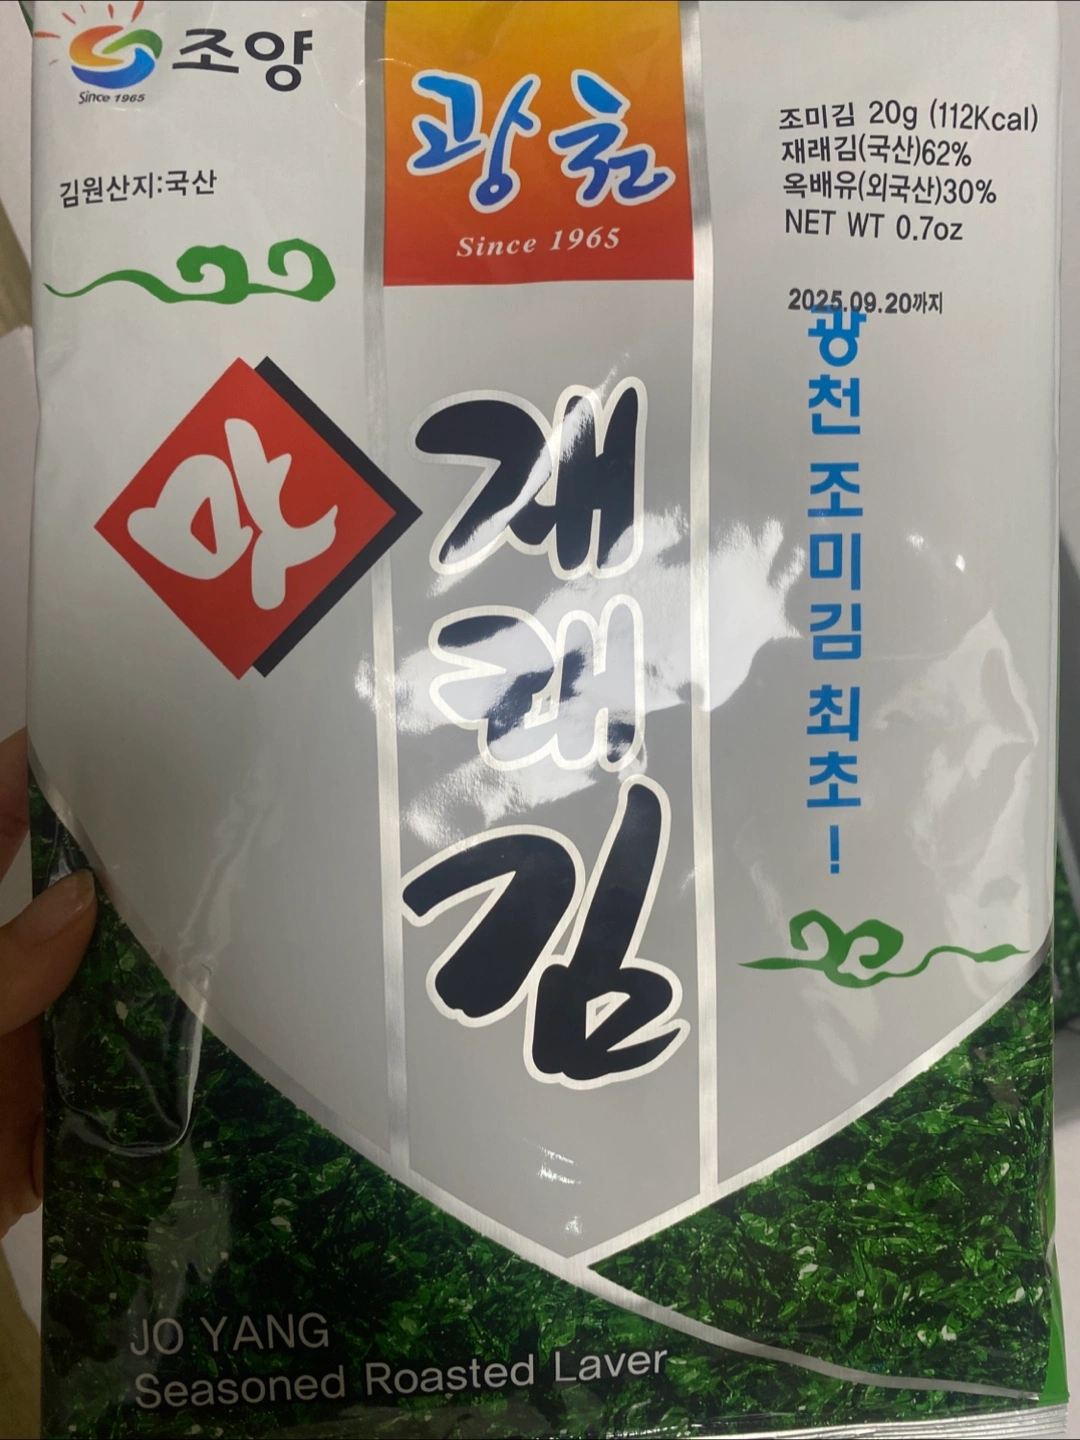 조양
Since 1965
김원산지:국산
광천
Since 1965
조미김 20g (112Kcal)
재래김(국산)62%
옥배유(외국산)30%
NET WT 0.7oz
2025.09.20까지
광천 조미김 최초!
맛
재래김
JO YANG
Seasoned Roasted Laver